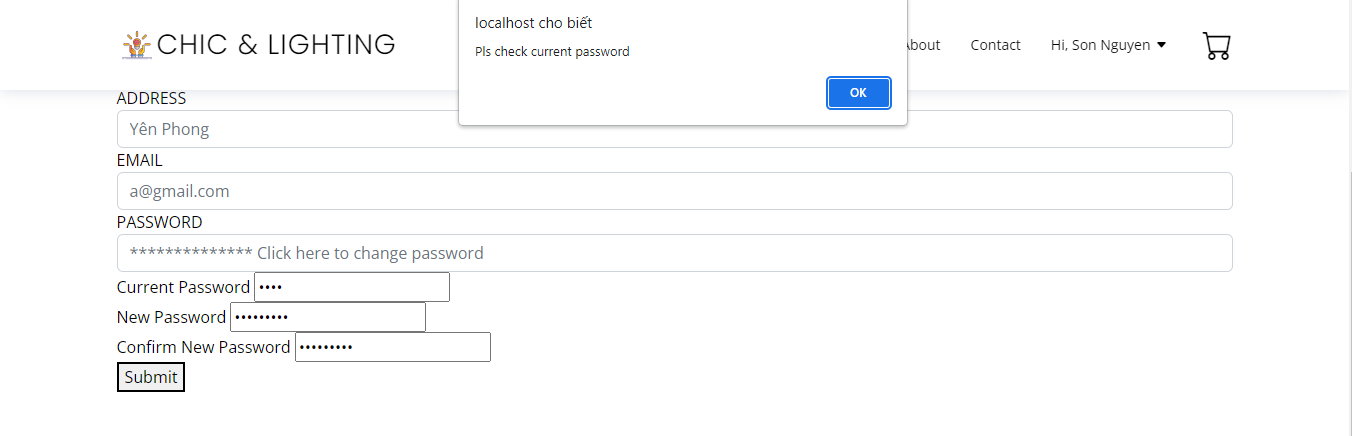 localhost cho biết
Pls check current password
OK
CHIC & LIGHTING
About Contact Hi, Son Nguyen
ADDRESS
Yên Phong
EMAIL
a@gmail.com
PASSWORD
************** Click here to change password
Current Password ••••
New Password •••••••••
Confirm New Password •••••••••
Submit